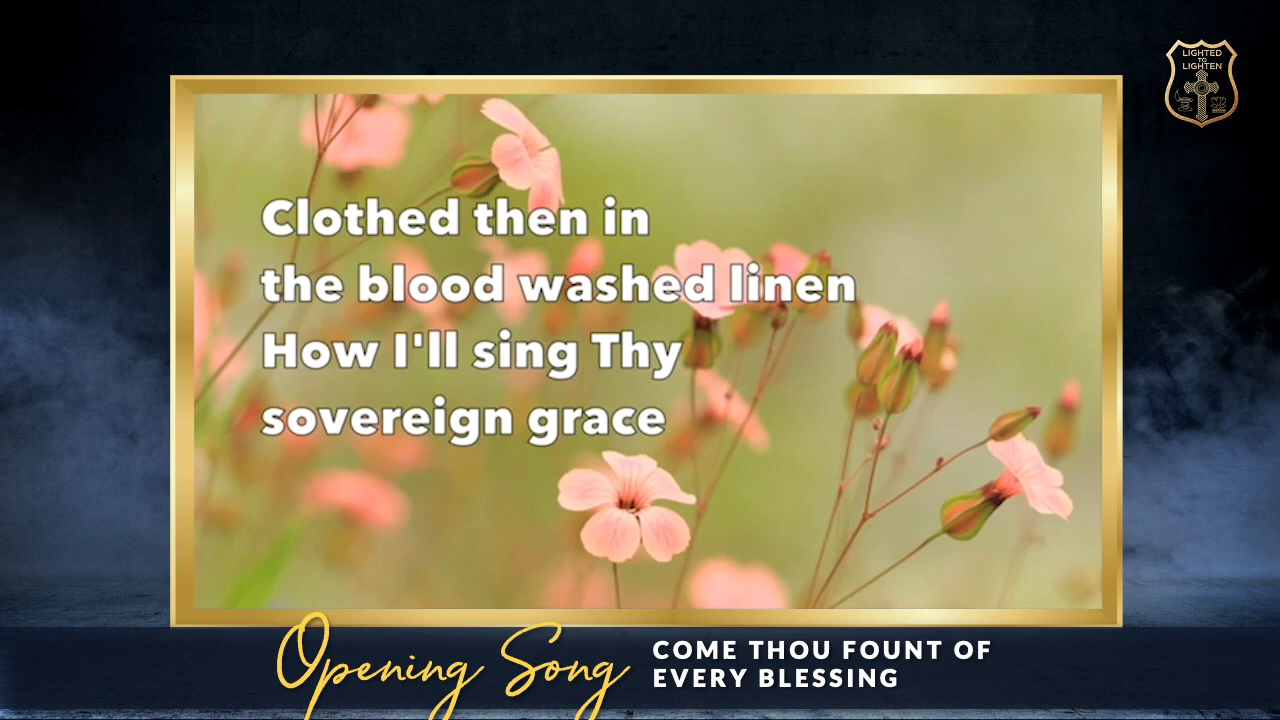 LIGHTED
TO
LIGHTEN
Clothed then in
the blood washed linen
How I'll sing Thy
sovereign grace
Opening Song
COME THOU FOUNT OF
EVERY BLESSING